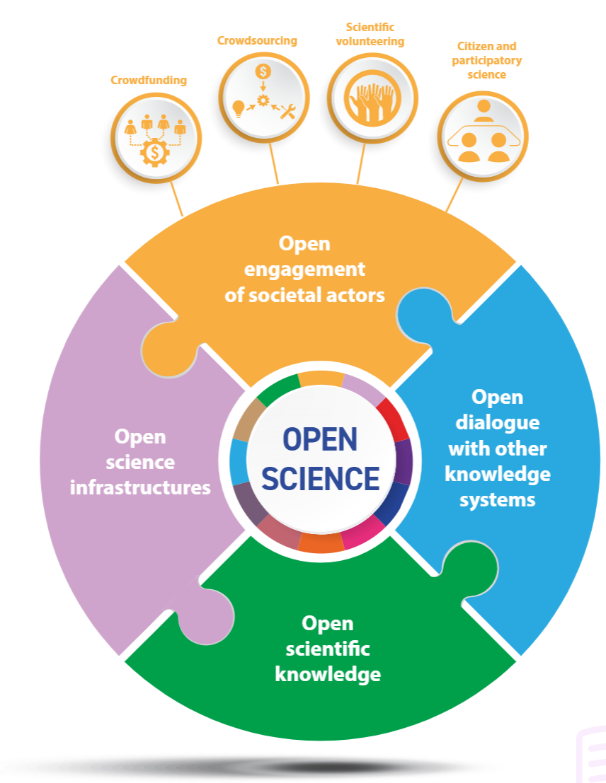 Scientific
volunteering
Crowdsourcing
Citizen and
participatory
science
Crowdfunding
$
$
Open
engagement
of societal actors
Open
dialogue
with other
knowledge
systems
Open
science
infrastructures
OPEN
SCIENCE
Open
scientific
knowledge